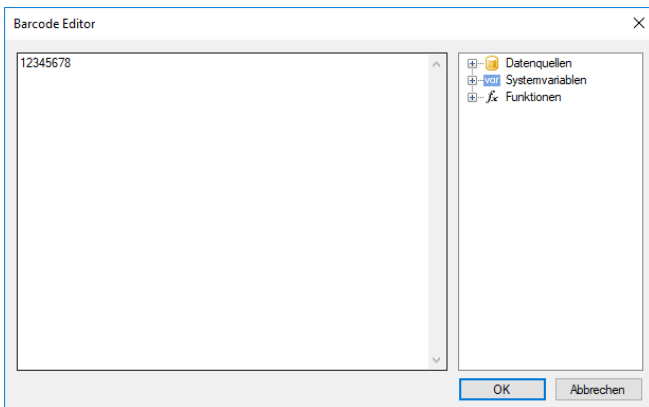 Barcode Editor
12345678
Datenquellen
var Systemvariablen
fx Funktionen
OK Abbrechen